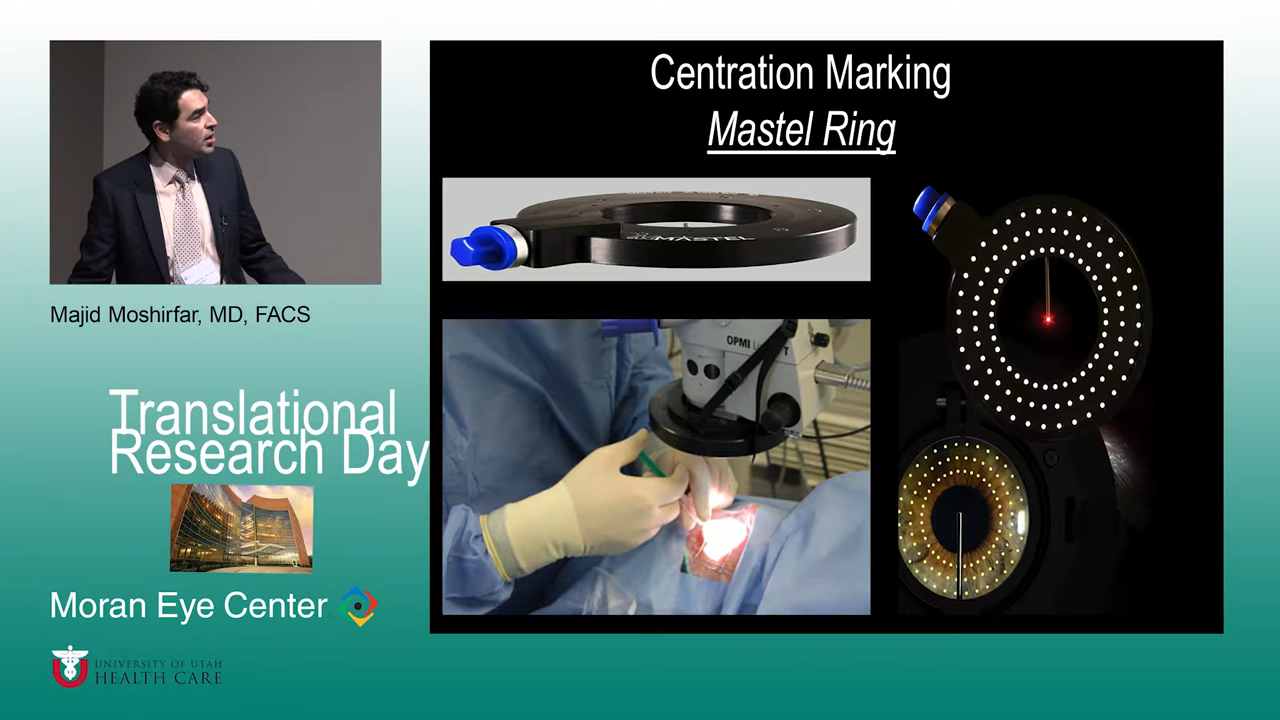 Centration Marking
Mastel Ring
MASTEL
OPMI
T
Majid Moshirfar, MD, FACS
Translational
Research Day
Moran Eye Center
U
UNIVERSITY OF UTAH
HEALTH CARE